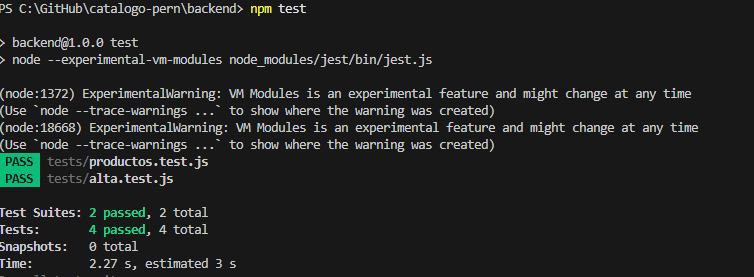 PS C:\GitHub\catalogo-pern\backend> npm test
> backend@1.0.0 test
> node --experimental-vm-modules node_modules/jest/bin/jest.js
(node:1372) ExperimentalWarning: VM Modules is an experimental feature and might change at any time
(Use `node --trace-warnings ...` to show where the warning was created)
(node:18668) ExperimentalWarning: VM Modules is an experimental feature and might change at any time
(Use `node --trace-warnings ...` to show where the warning was created)
PASS tests/productos.test.js
PASS tests/alta.test.js
Test Suites: 2 passed, 2 total
Tests: 4 passed, 4 total
Snapshots: 0 total
Time: 2.27 s, estimated 3 s